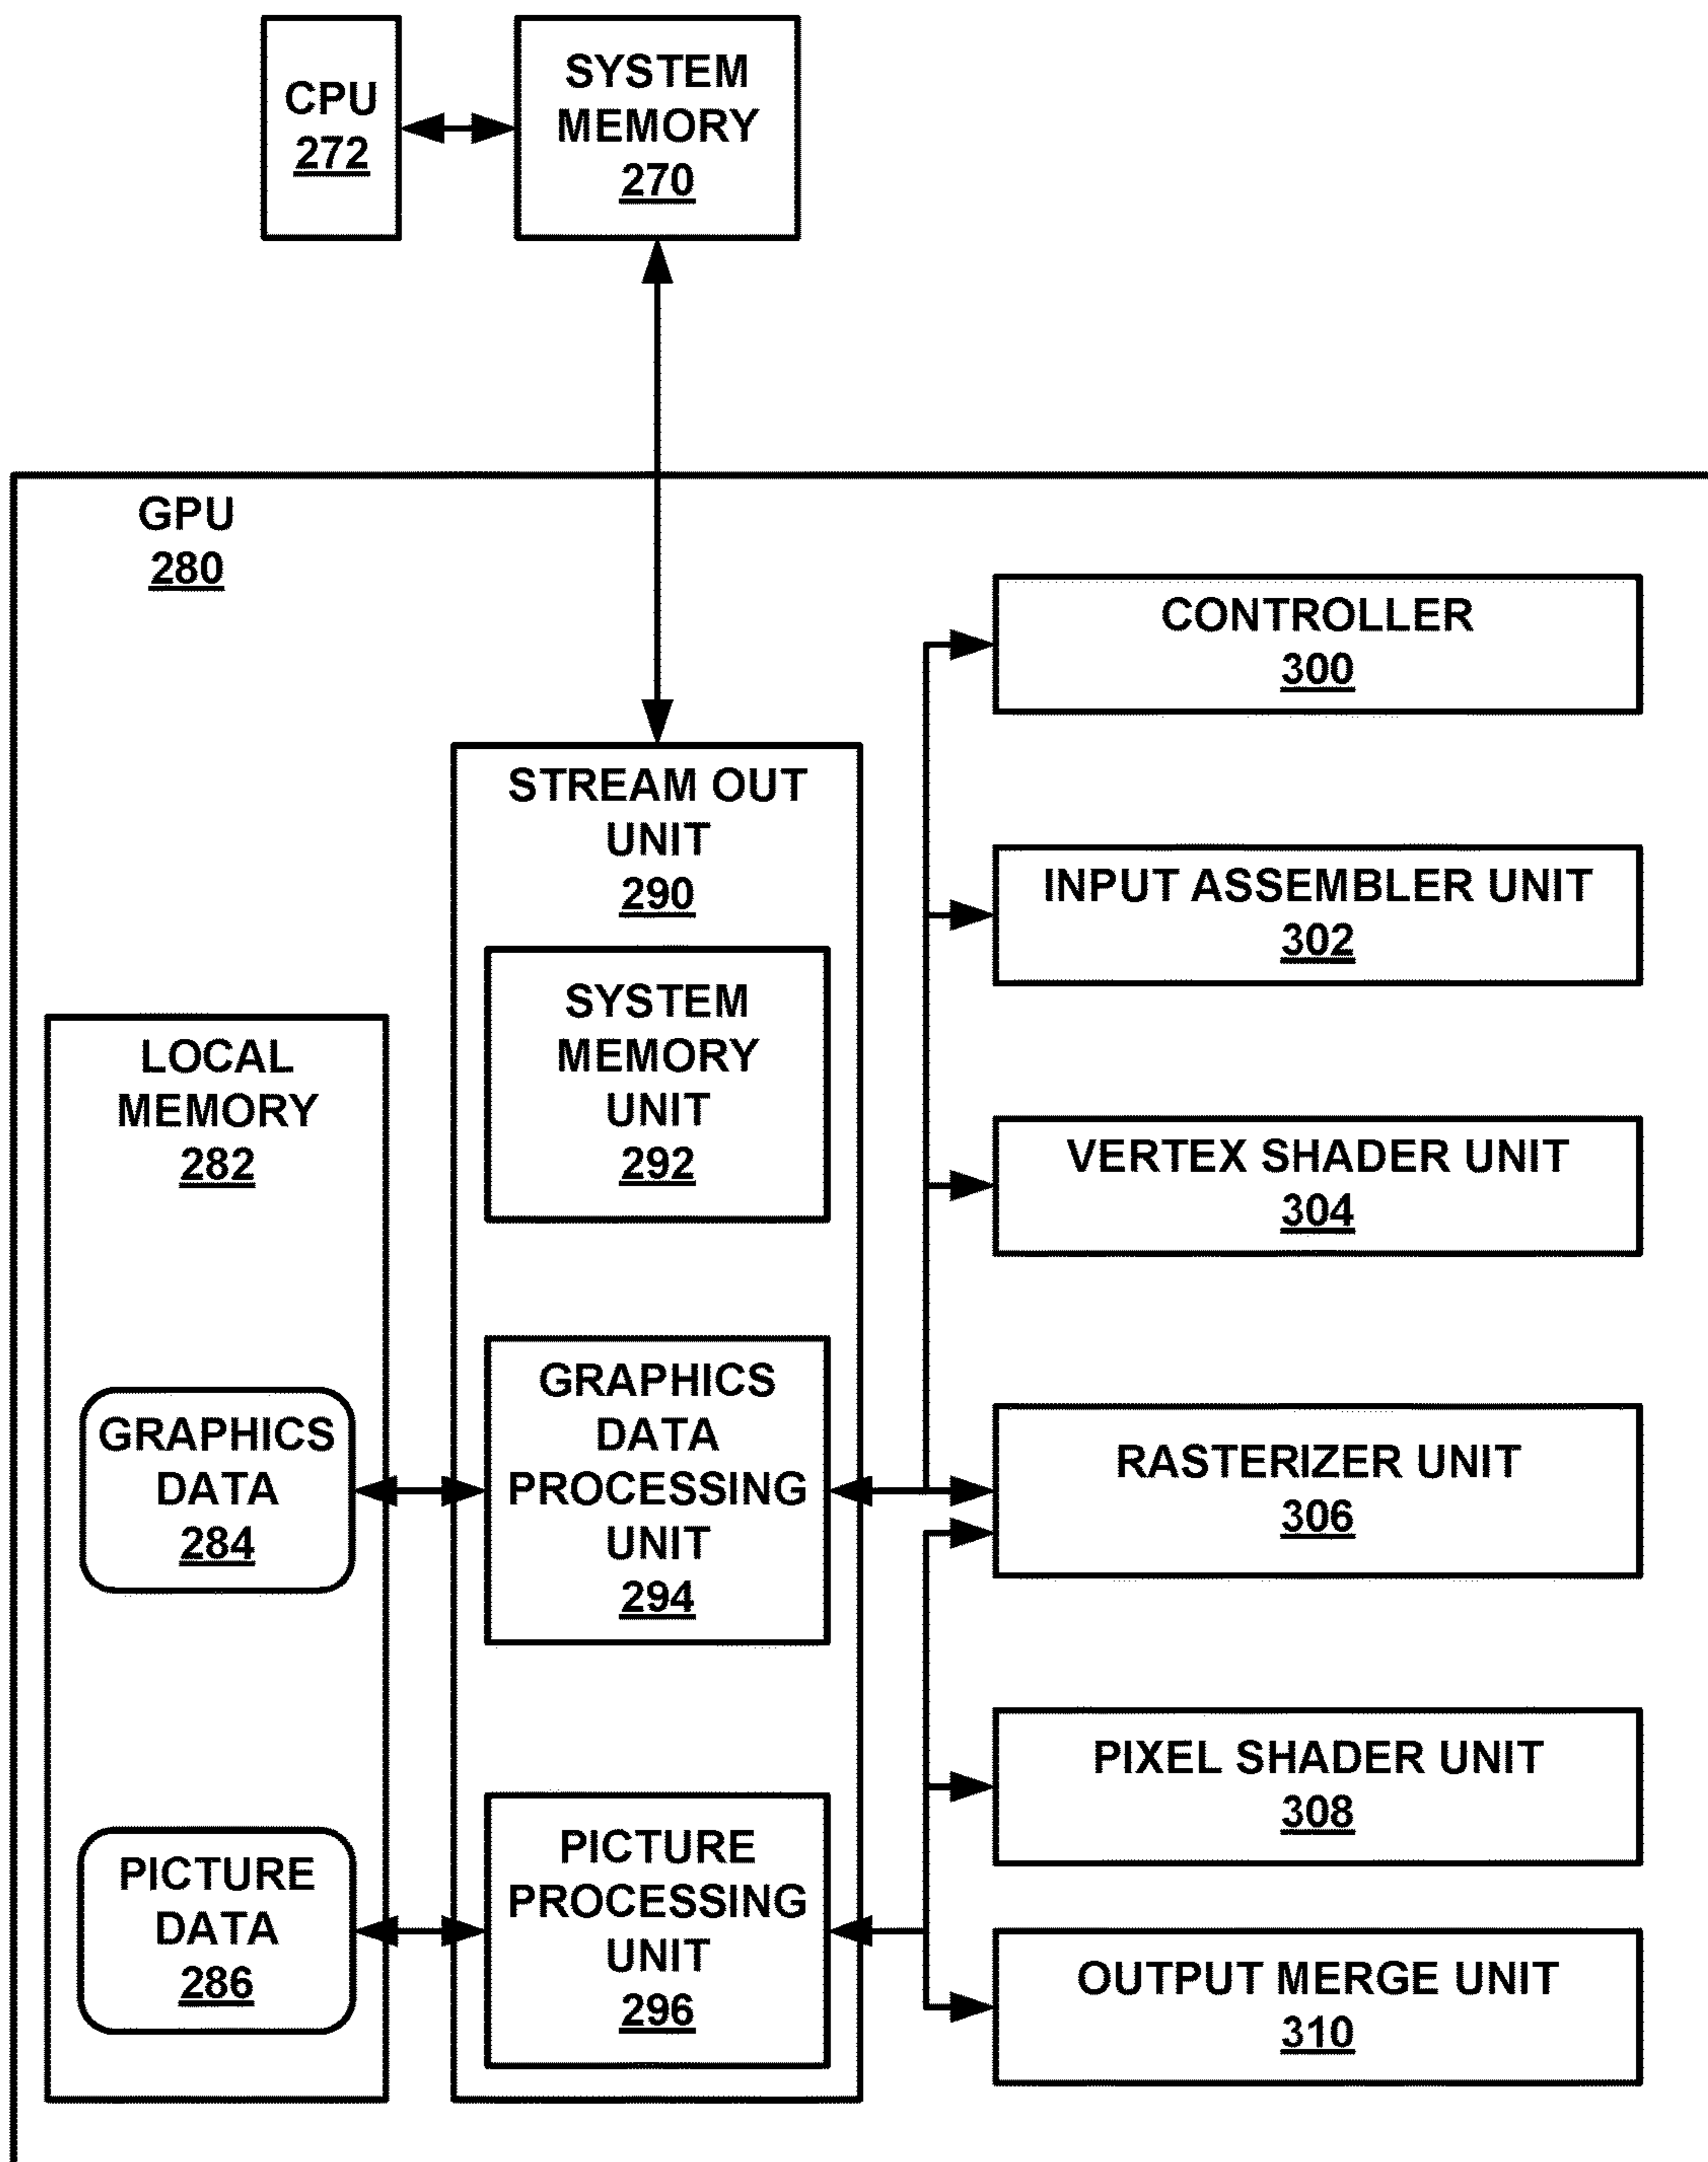 CPU
272
SYSTEM
MEMORY
270
GPU
280
LOCAL
MEMORY
282
GRAPHICS
DATA
284
PICTURE
DATA
286
STREAM OUT
UNIT
290
SYSTEM
MEMORY
UNIT
292
GRAPHICS
DATA
PROCESSING
UNIT
294
PICTURE
PROCESSING
UNIT
296
CONTROLLER
300
INPUT ASSEMBLER UNIT
302
VERTEX SHADER UNIT
304
RASTERIZER UNIT
306
PIXEL SHADER UNIT
308
OUTPUT MERGE UNIT
310